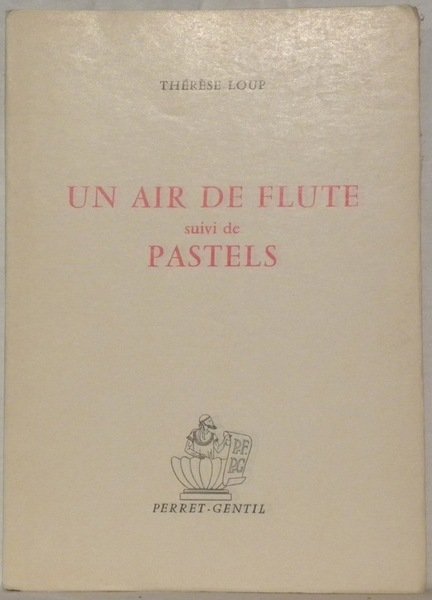 THÉRÈSE LOUP
UN AIR DE FLUTE
suivi de
PASTELS
P.F.
P.G
PERRET-GENTIL